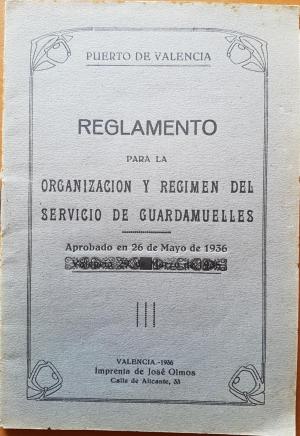 PUERTO DE VALENCIA
REGLAMENTO
PARA LA
ORGANIZACION Y REGIMEN DEL
SERVICIO DE GUARDAMUELLES
Aprobado en 26 de Mayo de 1936
VALENCIA.-1936
Imprenta de José Olmos
Calle de Alicante, 33